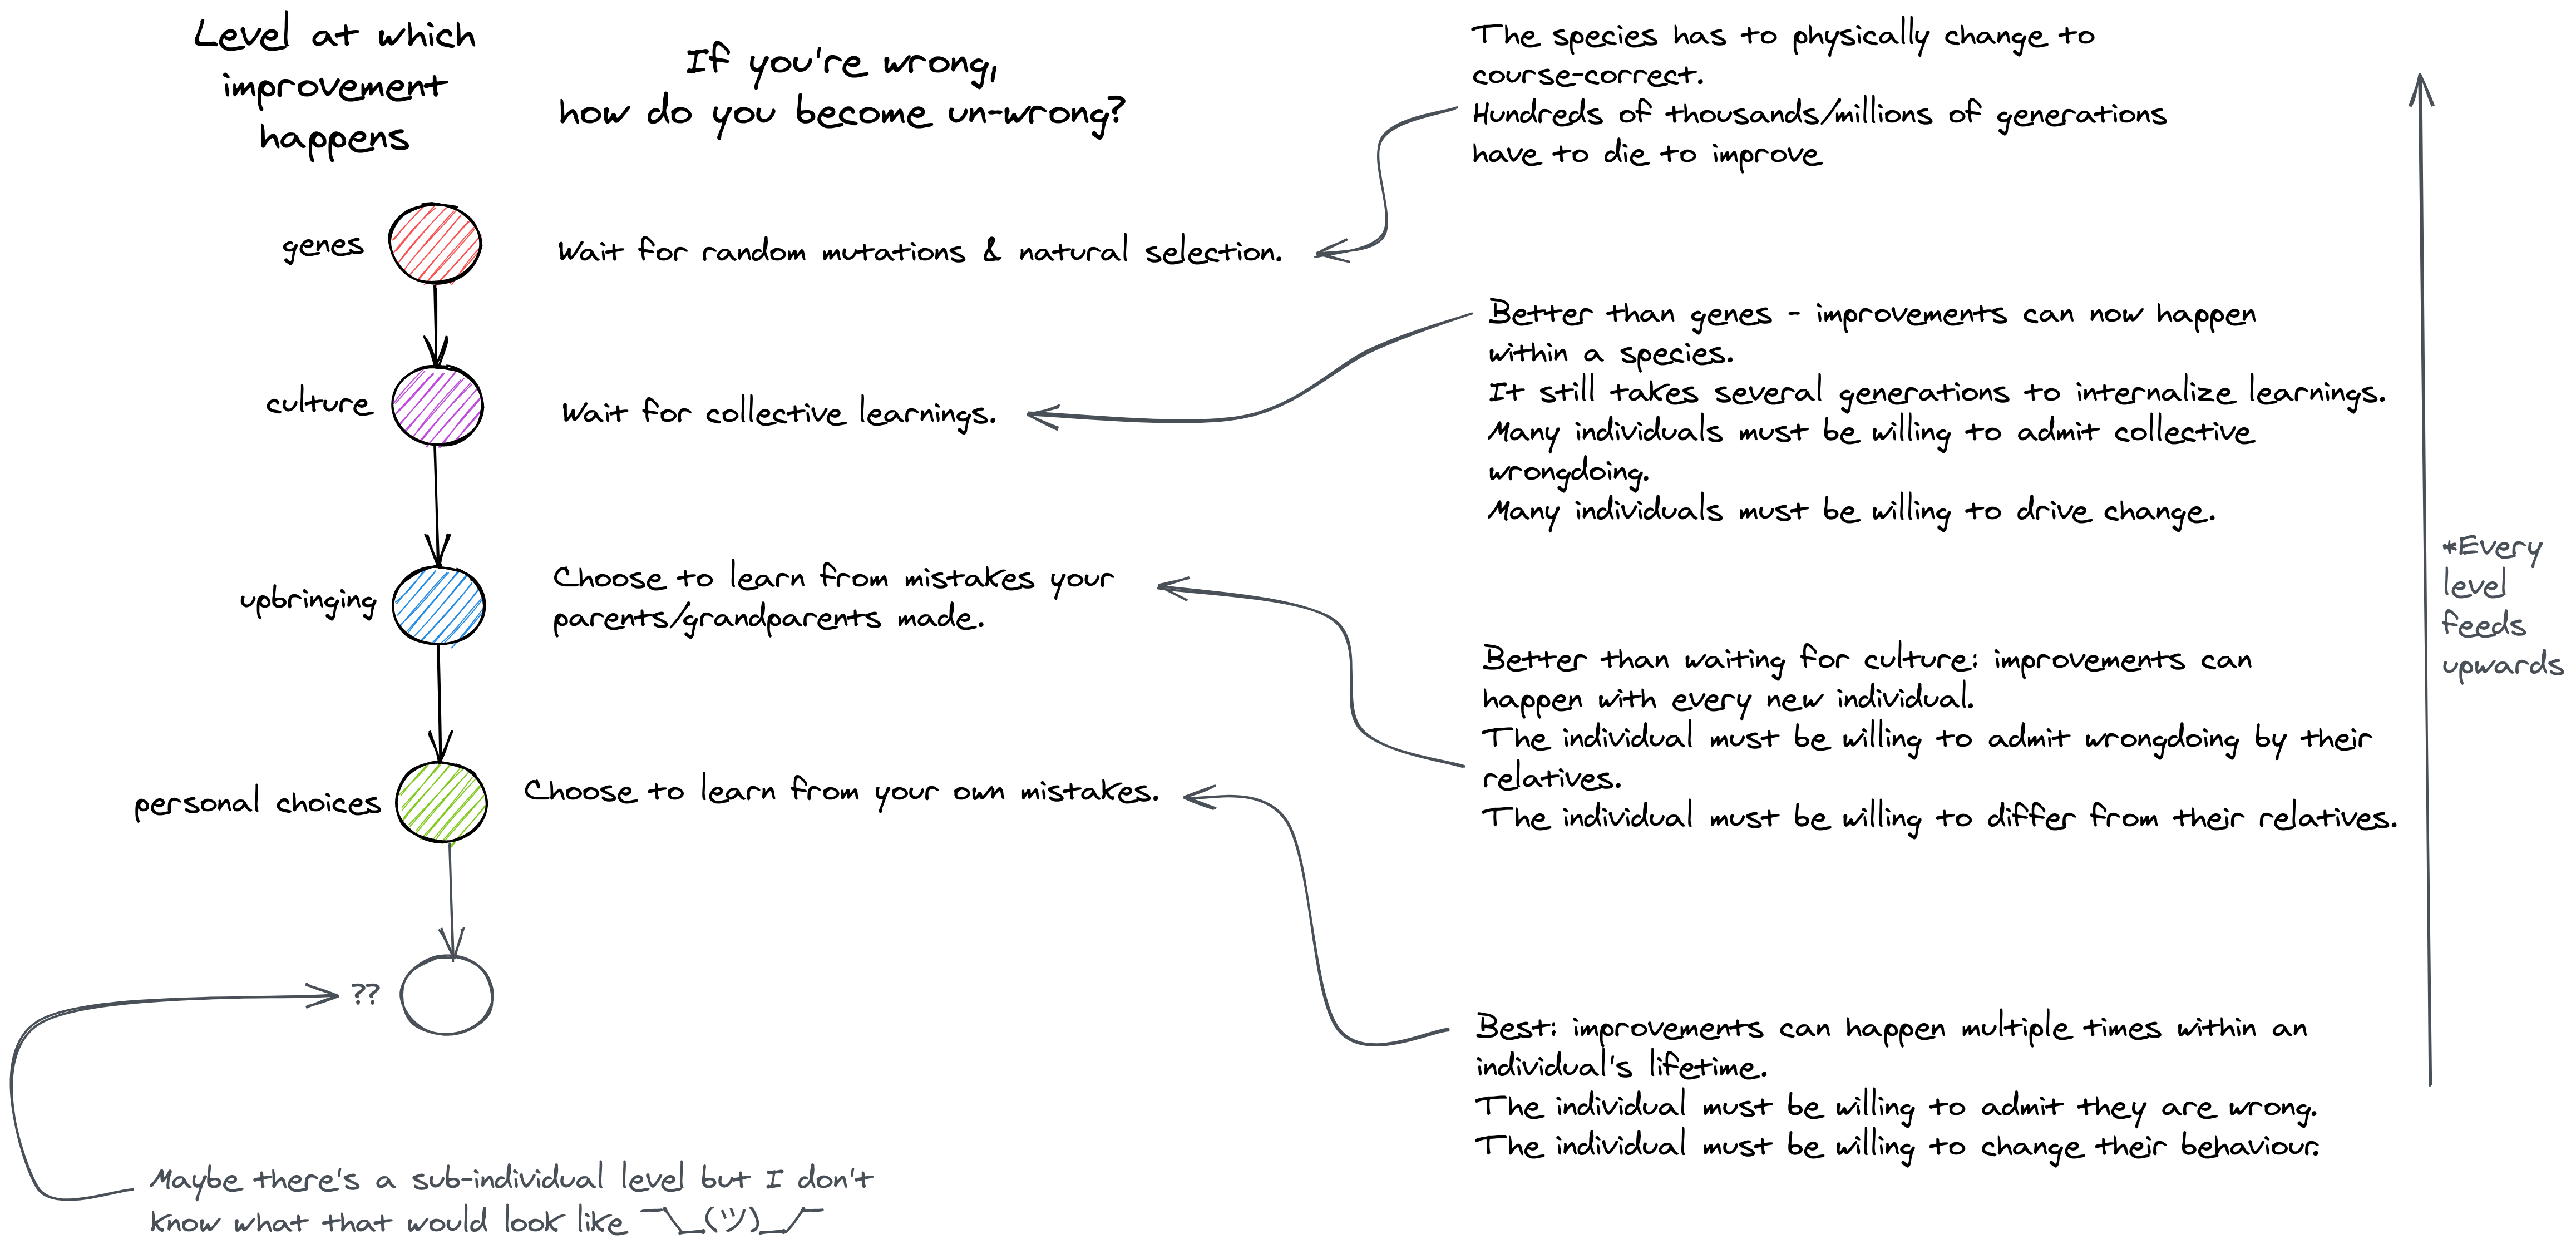 Level at which
improvement
happens
If you're wrong,
how do you become un-wrong?
The species has to physically change to
course-correct.
Hundreds of thousands/millions of generations
have to die to improve
genes
Wait for random mutations & natural selection.
Better than genes - improvements can now happen
within a species.
It still takes several generations to internalize learnings.
Many individuals must be willing to admit collective
wrongdoing.
Many individuals must be willing to drive change.
culture
Wait for collective learnings.
upbringing
Choose to learn from mistakes your
parents/grandparents made.
Better than waiting for culture: improvements can
happen with every new individual.
The individual must be willing to admit wrongdoing by their
relatives.
The individual must be willing to differ from their relatives.
personal choices
Choose to learn from your own mistakes.
Best: improvements can happen multiple times within an
individual's lifetime.
The individual must be willing to admit they are wrong.
The individual must be willing to change their behaviour.
??
Maybe there's a sub-individual level but I don't
know what that would look like ¯\_(ツ)_/¯
*Every
level
feeds
upwards